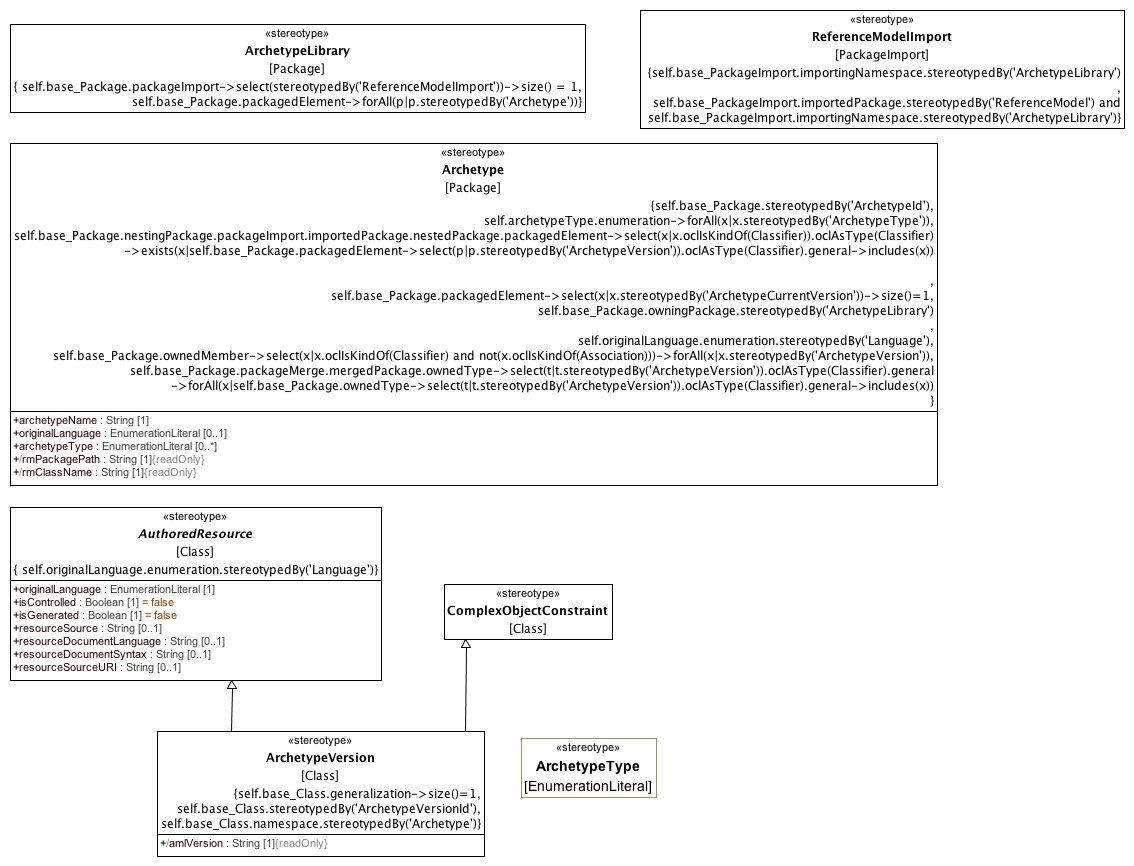 «stereotype»
ArchetypeLibrary
[Package]
{ self.base_Package.packageImport->select(stereotypedBy('ReferenceModelImport'))->size() = 1,
self.base_Package.packagedElement->forAll(p|p.stereotypedBy('Archetype'))}
«stereotype»
ReferenceModelImport
[PackageImport]
{self.base_PackageImport.importingNamespace.stereotypedBy('ArchetypeLibrary')
,
self.base_PackageImport.importedPackage.stereotypedBy('ReferenceModel') and
self.base_PackageImport.importingNamespace.stereotypedBy('ArchetypeLibrary')}
«stereotype»
Archetype
[Package]
{self.base_Package.stereotypedBy('ArchetypeId'),
self.archetypeType.enumeration->forAll(x|x.stereotypedBy('ArchetypeType')),
self.base_Package.nestingPackage.packageImport.importedPackage.nestedPackage.packagedElement->select(x|x.oclIsKindOf(Classifier)).oclAsType(Classifier)
->exists(x|self.base_Package.packagedElement->select(p|p.stereotypedBy('ArchetypeVersion')).oclAsType(Classifier).general->includes(x))
,
self.base_Package.packagedElement->select(x|x.stereotypedBy('ArchetypeCurrentVersion'))->size()=1,
self.base_Package.owningPackage.stereotypedBy('ArchetypeLibrary')
,
self.originalLanguage.enumeration.stereotypedBy('Language'),
self.base_Package.ownedMember->select(x|x.oclIsKindOf(Classifier) and not(x.oclIsKindOf(Association)))->forAll(x|x.stereotypedBy('ArchetypeVersion')),
self.base_Package.packageMerge.mergedPackage.ownedType->select(t|t.stereotypedBy('ArchetypeVersion')).oclAsType(Classifier).general
->forAll(x|self.base_Package.ownedType->select(t|t.stereotypedBy('ArchetypeVersion')).oclAsType(Classifier).general->includes(x))
}
+archetypeName : String [1]
+originalLanguage : EnumerationLiteral [0..1]
+archetypeType : EnumerationLiteral [0..*]
+/rmPackagePath : String [1]{readOnly}
+/rmClassName : String [1]{readOnly}
«stereotype»
AuthoredResource
[Class]
{ self.originalLanguage.enumeration.stereotypedBy('Language')}
+originalLanguage : EnumerationLiteral [1]
+isControlled : Boolean [1] = false
+isGenerated : Boolean [1] = false
+resourceSource : String [0..1]
+resourceDocumentLanguage : String [0..1]
+resourceDocumentSyntax : String [0..1]
+resourceSourceURI : String [0..1]
«stereotype»
ComplexObjectConstraint
[Class]
«stereotype»
ArchetypeVersion
[Class]
{self.base_Class.generalization->size()=1,
self.base_Class.stereotypedBy('ArchetypeVersionId'),
self.base_Class.namespace.stereotypedBy('Archetype')}
+/amlVersion : String [1]{readOnly}
«stereotype»
ArchetypeType
[EnumerationLiteral]